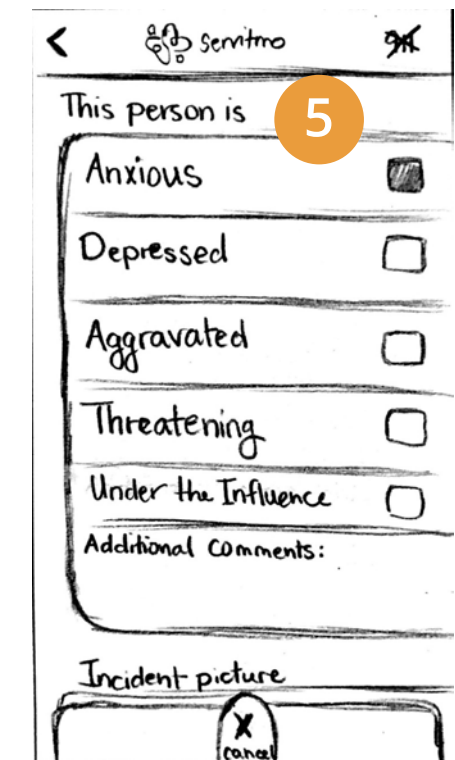 servitmo
This person is 5
Anxious
Depressed
Aggravated
Threatening
Under the Influence
Additional Comments:
Incident picture
X
cancel